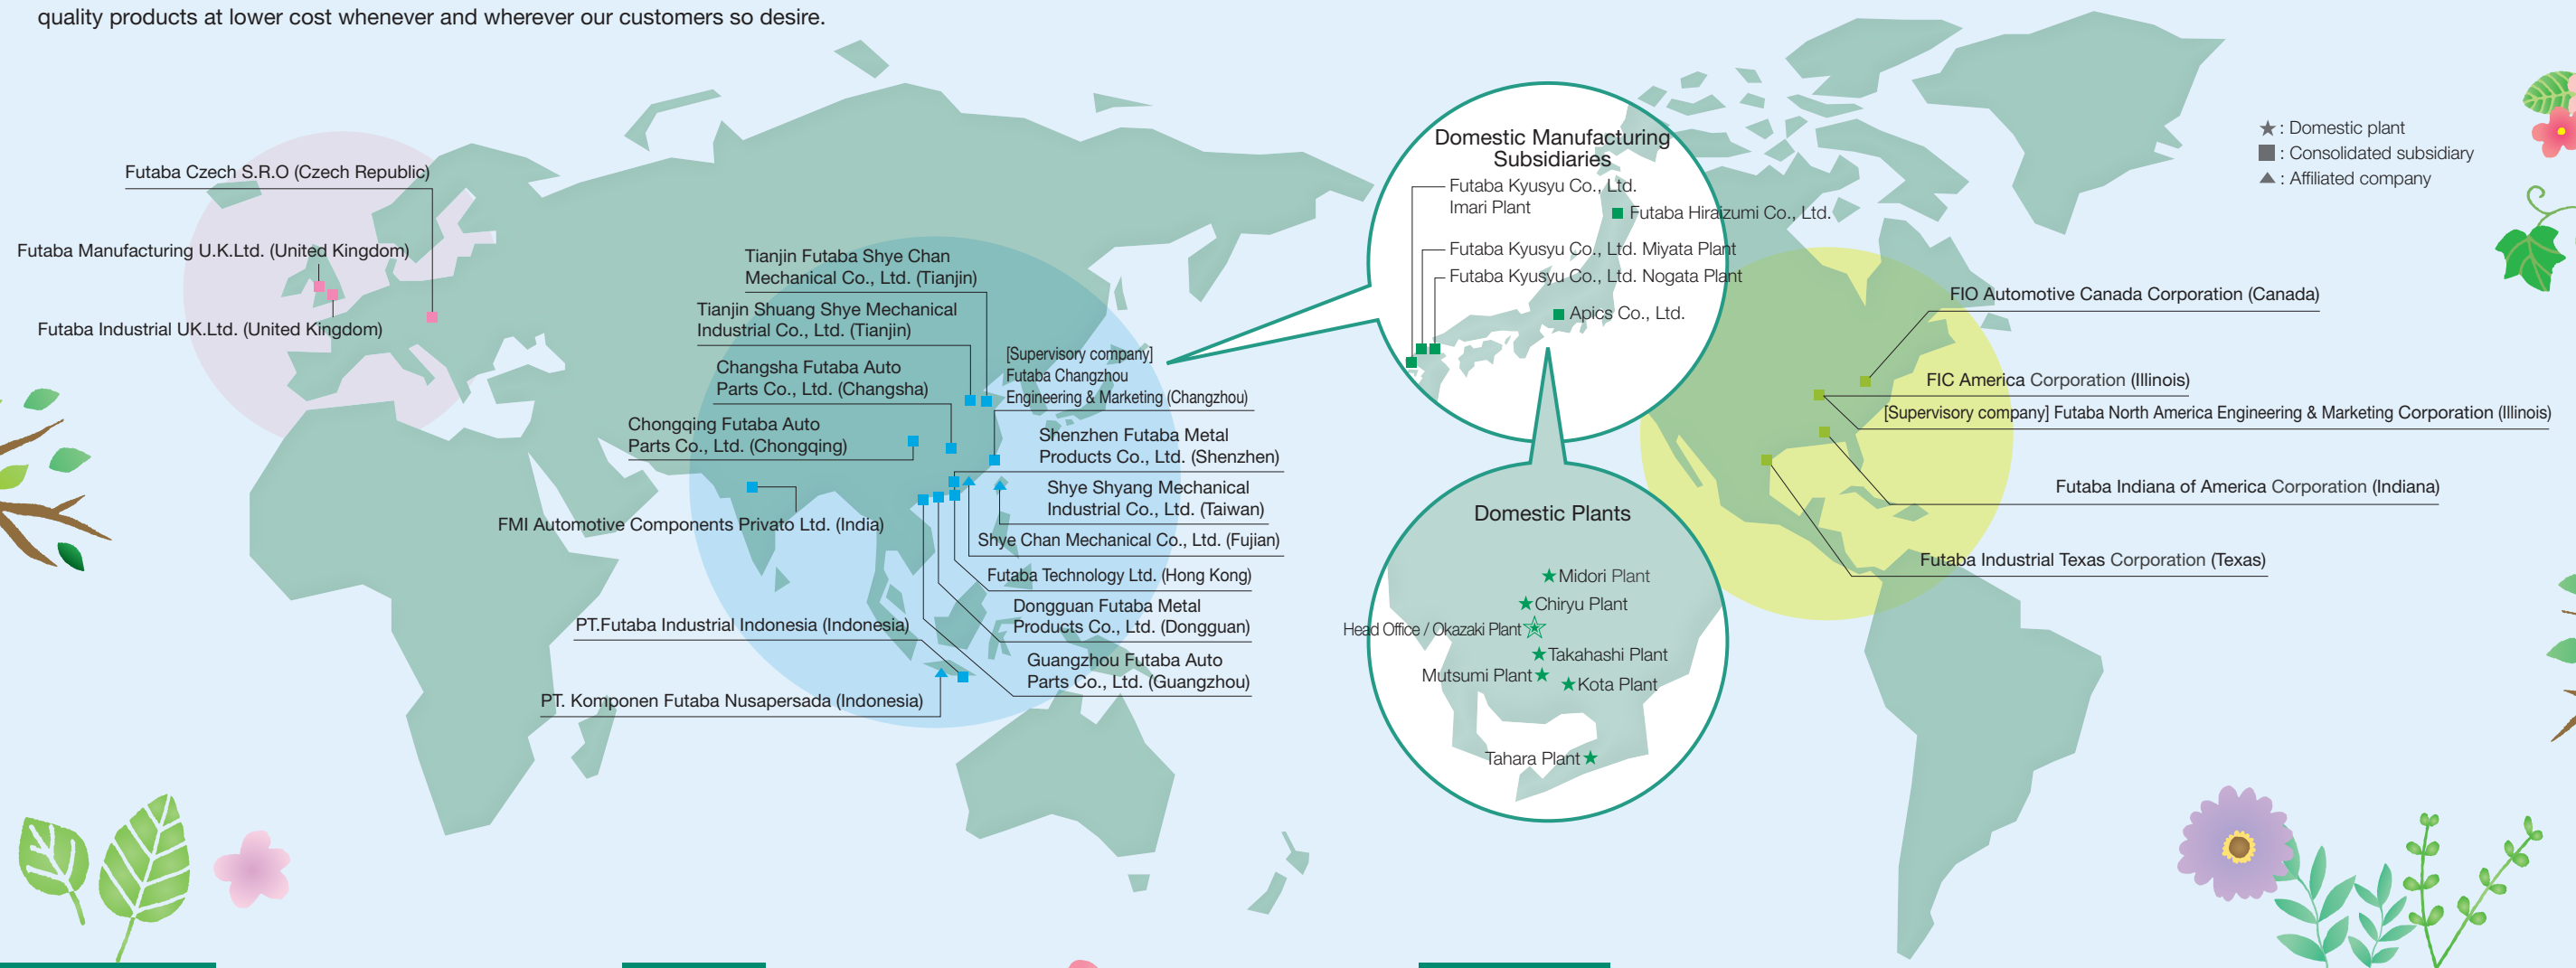 quality products at lower cost whenever and wherever our customers so desire.
Futaba Czech S.R.O (Czech Republic)
Futaba Manufacturing U.K.Ltd. (United Kingdom)
Futaba Industrial UK.Ltd. (United Kingdom)
Tianjin Futaba Shye Chan
Mechanical Co., Ltd. (Tianjin)
Tianjin Shuang Shye Mechanical
Industrial Co., Ltd. (Tianjin)
Changsha Futaba Auto
Parts Co., Ltd. (Changsha)
Chongqing Futaba Auto
Parts Co., Ltd. (Chongqing)
FMI Automotive Components Privato Ltd. (India)
PT.Futaba Industrial Indonesia (Indonesia)
PT. Komponen Futaba Nusapersada (Indonesia)
[Supervisory company]
Futaba Changzhou
Engineering & Marketing (Changzhou)
Shenzhen Futaba Metal
Products Co., Ltd. (Shenzhen)
Shye Shyang Mechanical
Industrial Co., Ltd. (Taiwan)
Shye Chan Mechanical Co., Ltd. (Fujian)
Futaba Technology Ltd. (Hong Kong)
Dongguan Futaba Metal
Products Co., Ltd. (Dongguan)
Guangzhou Futaba Auto
Parts Co., Ltd. (Guangzhou)
Domestic Manufacturing
Subsidiaries
Futaba Kyusyu Co., Ltd.
Imari Plant
Futaba Hiraizumi Co., Ltd.
Futaba Kyusyu Co., Ltd. Miyata Plant
Futaba Kyusyu Co., Ltd. Nogata Plant
Apics Co., Ltd.
Domestic Plants
★Midori Plant
★Chiryu Plant
Head Office / Okazaki Plant
★Takahashi Plant
Mutsumi Plant★
★Kota Plant
Tahara Plant★
★: Domestic plant
■: Consolidated subsidiary
▲: Affiliated company
FIO Automotive Canada Corporation (Canada)
FIC America Corporation (Illinois)
[Supervisory company] Futaba North America Engineering & Marketing Corporation (Illinois)
Futaba Indiana of America Corporation (Indiana)
Futaba Industrial Texas Corporation (Texas)